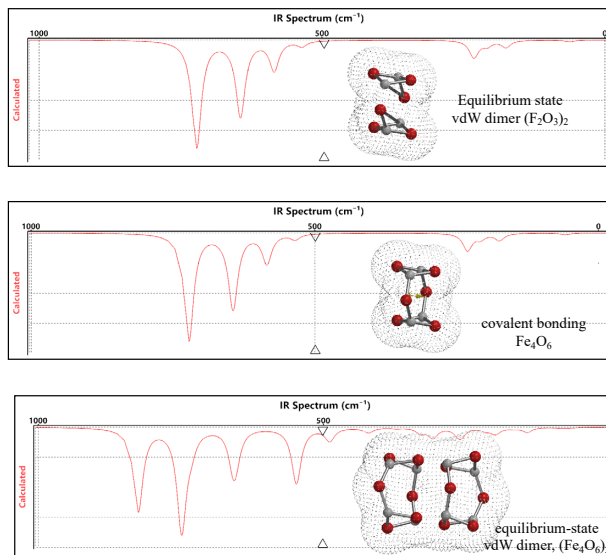 IR Spectrum (cm⁻¹)
1000
500
0
Calculated
Equilibrium state
vdW dimer (F₂O₃)₂
IR Spectrum (cm⁻¹)
1000
500
0
Calculated
covalent bonding
Fe₄O₆
IR Spectrum (cm⁻¹)
1000
500
Calculated
equilibrium-state
vdW dimer, (Fe₄O₆)